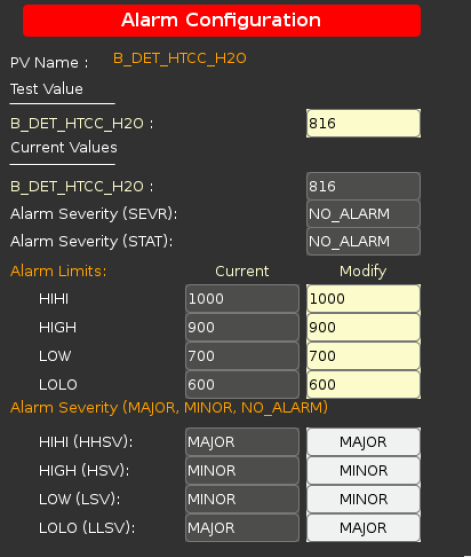 Alarm Configuration
PV Name : B_DET_HTCC_H2O
Test Value
B_DET_HTCC_H2O : 816
Current Values
B_DET_HTCC_H2O : 816
Alarm Severity (SEVR): NO_ALARM
Alarm Severity (STAT): NO_ALARM
Alarm Limits: Current Modify
HIHI 1000 1000
HIGH 900 900
LOW 700 700
LOLO 600 600
Alarm Severity (MAJOR, MINOR, NO_ALARM)
HIHI (HHSV): MAJOR MAJOR
HIGH (HSV): MINOR MINOR
LOW (LSV): MINOR MINOR
LOLO (LLSV): MAJOR MAJOR